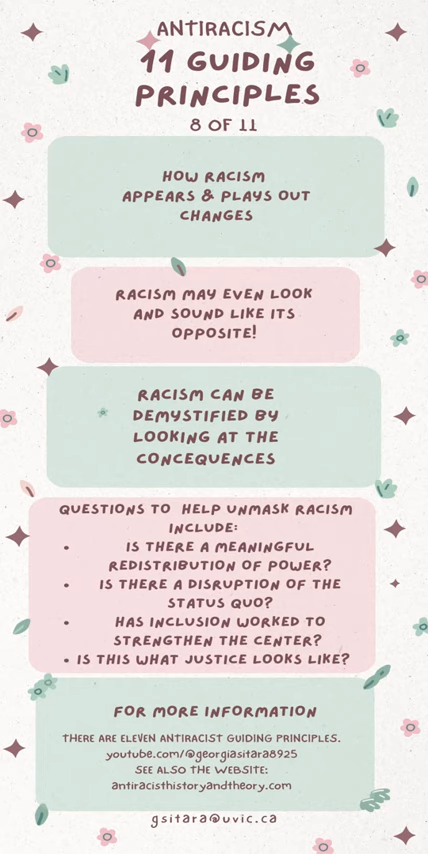 ANTIRACISM
11 GUIDING
PRINCIPLES
8 OF 11
HOW RACISM
APPEARS & PLAYS OUT
CHANGES
RACISM MAY EVEN LOOK
AND SOUND LIKE ITS
OPPOSITE!
RACISM CAN BE
DEMYSTIFIED BY
LOOKING AT THE
CONCEQUENCES
QUESTIONS TO HELP UNMASK RACISM
INCLUDE:
• IS THERE A MEANINGFUL
REDISTRIBUTION OF POWER?
• IS THERE A DISRUPTION OF THE
STATUS QUO?
• HAS INCLUSION WORKED TO
STRENGTHEN THE CENTER?
• IS THIS WHAT JUSTICE LOOKS LIKE?
FOR MORE INFORMATION
THERE ARE ELEVEN ANTIRACIST GUIDING PRINCIPLES.
youtube.com/@georgiasitara8925
SEE ALSO THE WEBSITE:
antiracisthistoryandtheory.com
gsitara@uvic.ca